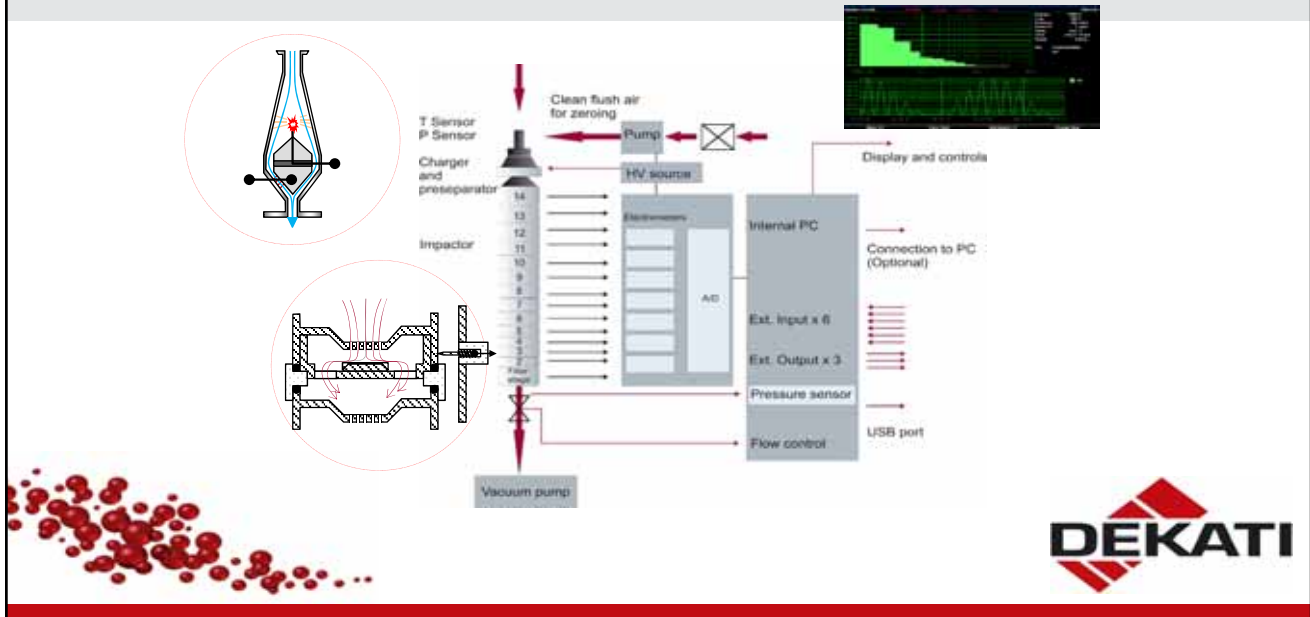 Clean flush air
for zeroing
T Sensor
P Sensor
Pump
Display and controls
Charger
and
preseparator
HV source
14
13
12
11
10
9
8
7
6
5
4
3
2
Filter
stage
Impactor
Electrometers
A/D
Internal PC
Connection to PC
(Optional)
Ext. Input x 6
Ext. Output x 3
Pressure sensor
USB port
Flow control
Vacuum pump
DEKATI